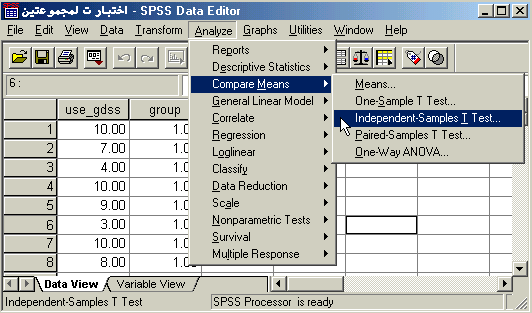 اختبار ت لمجموعتين - SPSS Data Editor
File Edit View Data Transform Analyze Graphs Utilities Window Help
6 :
use_gdss group
1 10.00 1.0
2 7.00 1.0
3 4.00 1.0
4 10.00 1.0
5 9.00 1.0
6 3.00 1.0
7 10.00 1.0
8 8.00 1.00
Reports
Descriptive Statistics
Compare Means
General Linear Model
Correlate
Regression
Loglinear
Classify
Data Reduction
Scale
Nonparametric Tests
Survival
Multiple Response
Means...
One-Sample T Test...
Independent-Samples T Test...
Paired-Samples T Test...
One-Way ANOVA...
Data View Variable View
Independent-Samples T Test SPSS Processor is ready